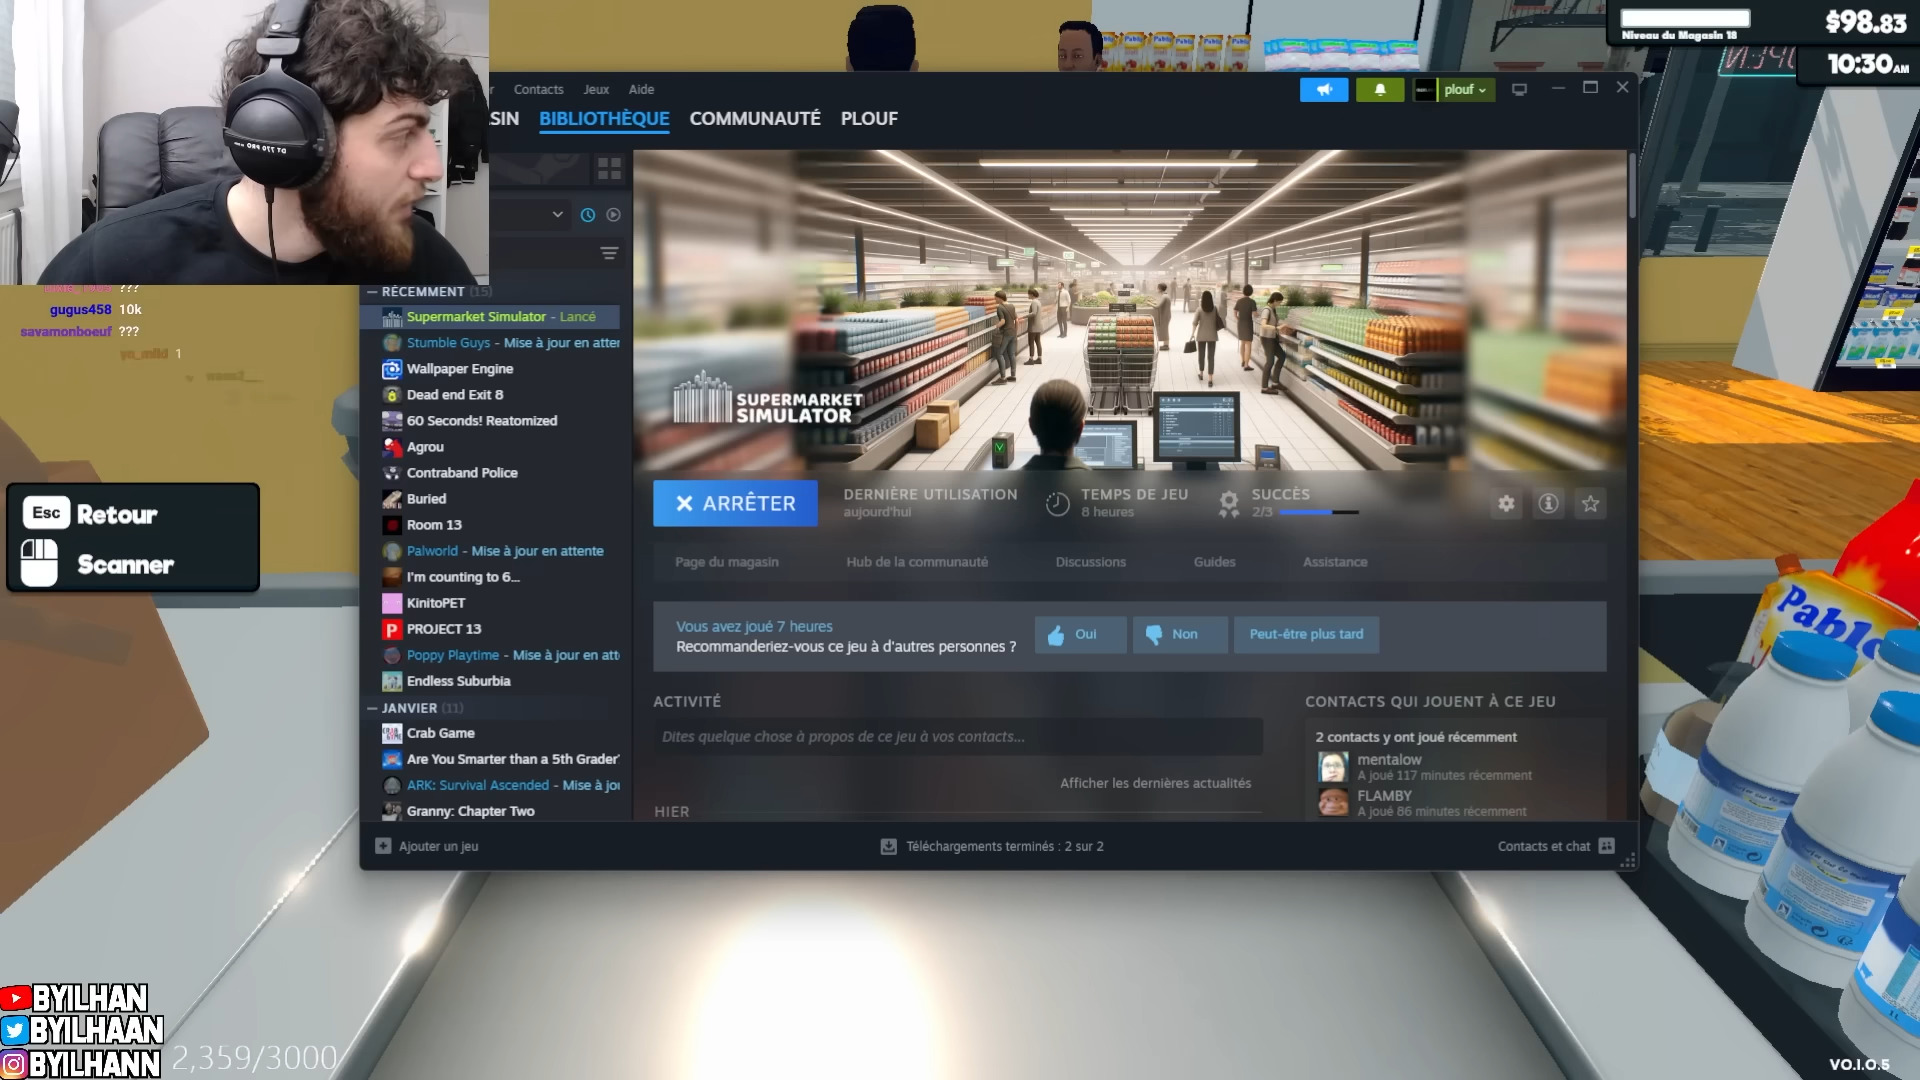 $98.83
Niveau du Magasin 18
10:30AM
Contacts Jeux Aide
plouf
BIBLIOTHÈQUE COMMUNAUTÉ PLOUF
DT 770 PRO
???
gugus458 10k
savamonboeuf ???
1
Esc Retour
Scanner
RÉCEMMENT (15)
Supermarket Simulator - Lancé
Stumble Guys - Mise à jour en atten
Wallpaper Engine
Dead end Exit 8
60 Seconds! Reatomized
Agrou
Contraband Police
Buried
Room 13
Palworld - Mise à jour en attente
I'm counting to 6...
KinitoPET
PROJECT 13
Poppy Playtime - Mise à jour en att
Endless Suburbia
JANVIER (11)
Crab Game
Are You Smarter than a 5th Grader
ARK: Survival Ascended - Mise à jou
Granny: Chapter Two
SUPERMARKET
SIMULATOR
ARRÊTER
DERNIÈRE UTILISATION
aujourd'hui
TEMPS DE JEU
8 heures
SUCCÈS
2/3
Page du magasin Hub de la communauté Discussions Guides Assistance
Vous avez joué 7 heures
Recommanderiez-vous ce jeu à d'autres personnes ?
Oui Non Peut-être plus tard
ACTIVITÉ
Dites quelque chose à propos de ce jeu à vos contacts...
Afficher les dernières actualités
HIER
CONTACTS QUI JOUENT À CE JEU
2 contacts y ont joué récemment
mentalow
A joué 117 minutes récemment
FLAMBY
A joué 86 minutes récemment
Ajouter un jeu
Téléchargements terminés : 2 sur 2
Contacts et chat
Pablo
BYILHAN
BYILHAAN
BYILHANN
2,359/3000
V0.1.0.5